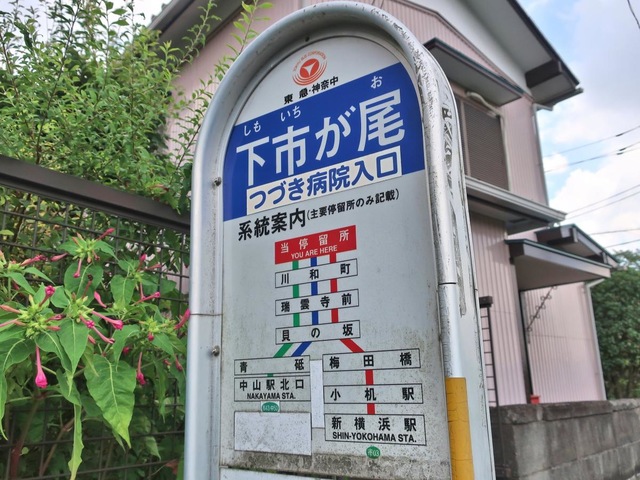 東急・神奈中
しも いち お
下市が尾
つづき病院入口
系統案内(主要停留所のみ記載)
当停留所
YOU ARE HERE
川和町
瑞雲寺前
貝の坂
青砥
梅田橋
中山駅北口
NAKAYAMA STA.
小机駅
新横浜駅
SHIN-YOKOHAMA STA.